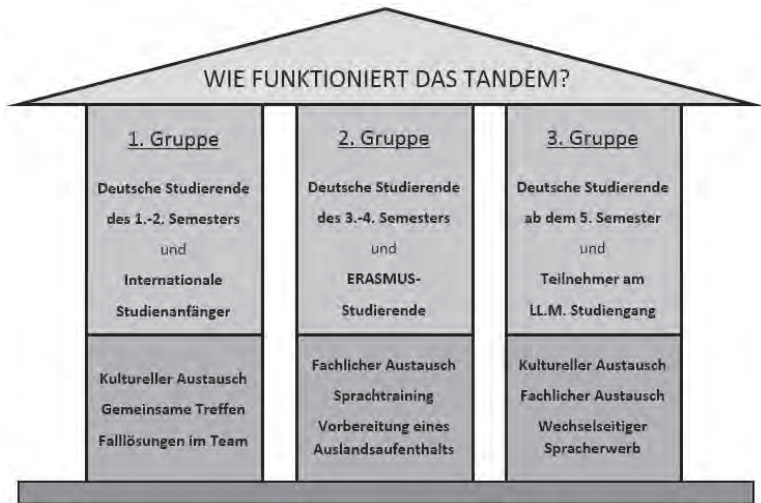 WIE FUNKTIONIERT DAS TANDEM?
1. Gruppe
Deutsche Studierende
des 1.-2. Semesters
und
Internationale
Studienanfänger
Kultureller Austausch
Gemeinsame Treffen
Falllösungen im Team
2. Gruppe
Deutsche Studierende
des 3.-4. Semesters
und
ERASMUS-
Studierende
Fachlicher Austausch
Sprachtraining
Vorbereitung eines
Auslandsaufenthalts
3. Gruppe
Deutsche Studierende
ab dem 5. Semester
und
Teilnehmer am
LL.M. Studiengang
Kultureller Austausch
Fachlicher Austausch
Wechselseitiger
Spracherwerb